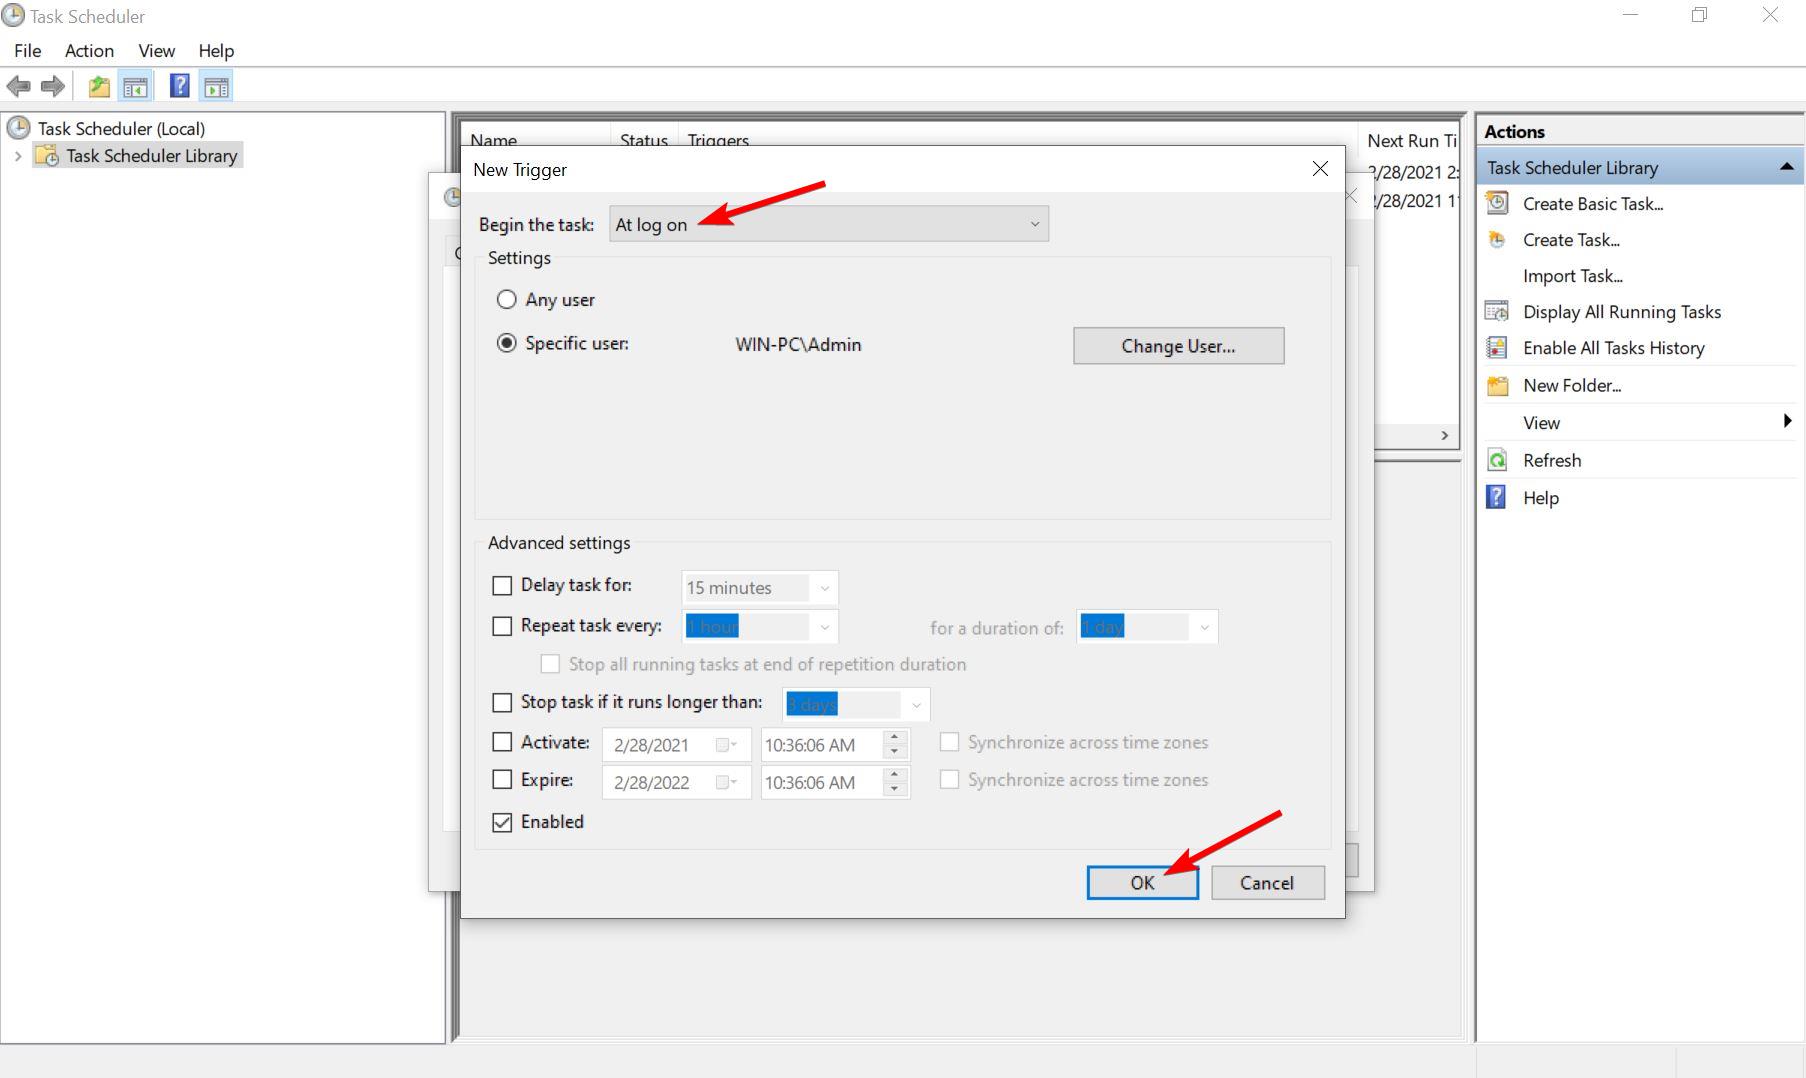 Task Scheduler
File Action View Help
Task Scheduler (Local)
Task Scheduler Library
Name Status Triggers Next Run Ti
2/28/2021 2:
2/28/2021 1
New Trigger
Begin the task: At log on
Settings
Any user
Specific user: WIN-PC\Admin Change User...
Advanced settings
Delay task for: 15 minutes
Repeat task every: 1 hour for a duration of: 1 day
Stop all running tasks at end of repetition duration
Stop task if it runs longer than: 3 days
Activate: 2/28/2021 10:36:06 AM Synchronize across time zones
Expire: 2/28/2022 10:36:06 AM Synchronize across time zones
Enabled
OK Cancel
Actions
Task Scheduler Library
Create Basic Task...
Create Task...
Import Task...
Display All Running Tasks
Enable All Tasks History
New Folder...
View
Refresh
Help